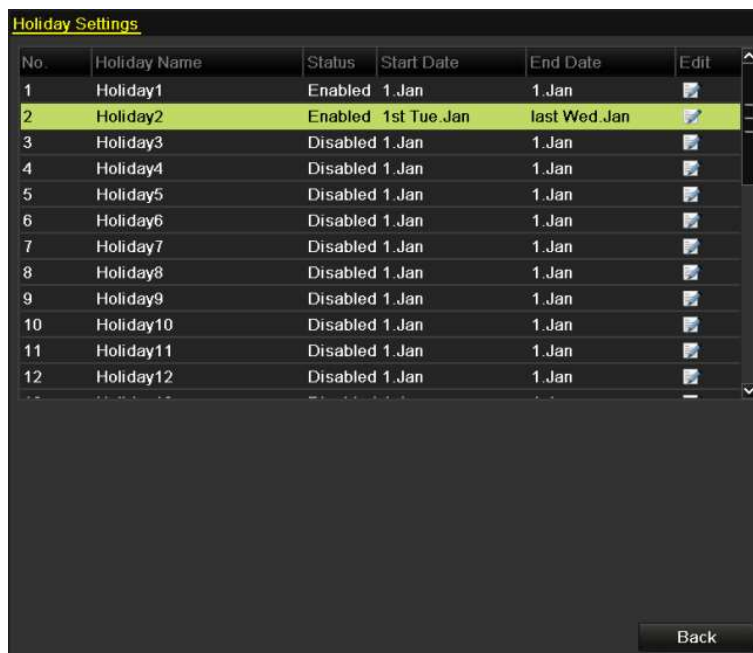 Holiday Settings
No. Holiday Name Status Start Date End Date Edit
1 Holiday1 Enabled 1.Jan 1.Jan
2 Holiday2 Enabled 1st Tue.Jan last Wed.Jan
3 Holiday3 Disabled 1.Jan 1.Jan
4 Holiday4 Disabled 1.Jan 1.Jan
5 Holiday5 Disabled 1.Jan 1.Jan
6 Holiday6 Disabled 1.Jan 1.Jan
7 Holiday7 Disabled 1.Jan 1.Jan
8 Holiday8 Disabled 1.Jan 1.Jan
9 Holiday9 Disabled 1.Jan 1.Jan
10 Holiday10 Disabled 1.Jan 1.Jan
11 Holiday11 Disabled 1.Jan 1.Jan
12 Holiday12 Disabled 1.Jan 1.Jan
Back